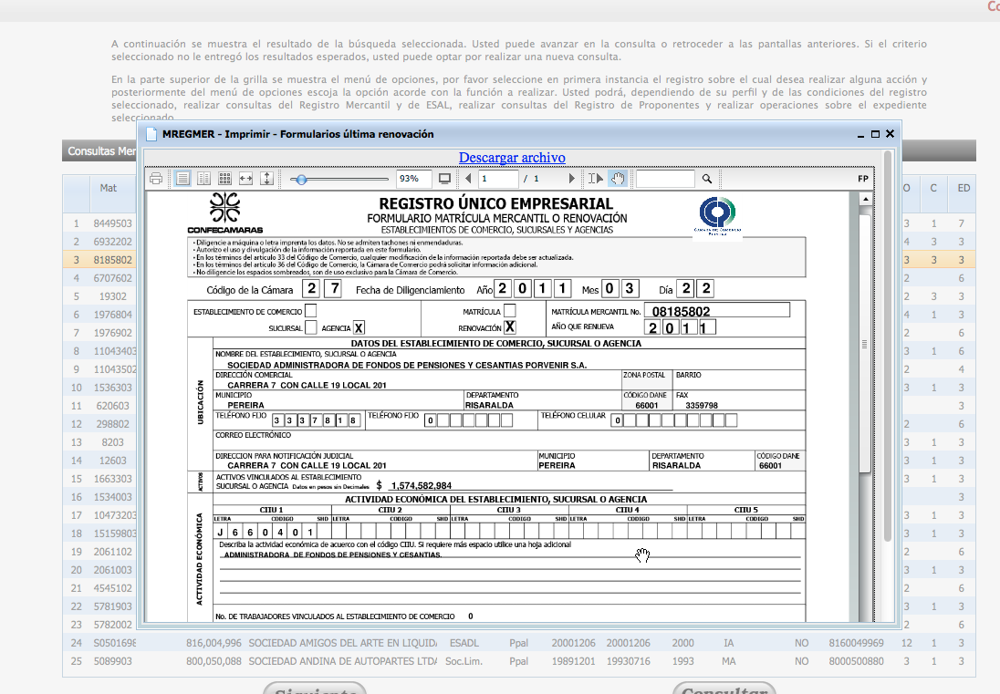 Co
A continuación se muestra el resultado de la búsqueda seleccionada. Usted puede avanzar en la consulta o retroceder a las pantallas anteriores. Si el criterio
seleccionado no le entregó los resultados esperados, usted puede optar por realizar una nueva consulta.
En la parte superior de la grilla se muestra el menú de opciones, por favor seleccione en primera instancia el registro sobre el cual desea realizar alguna acción y
posteriormente del menú de opciones escoja la opción acorde con la función a realizar. Usted podrá, dependiendo de su perfil y de las condiciones del registro
seleccionado, realizar consultas del Registro Mercantil y de ESAL, realizar consultas del Registro de Proponentes y realizar operaciones sobre el expediente
seleccionado.
MREGMER - Imprimir - Formularios última renovación
Consultas Mer
Descargar archivo
93% 1 / 1 FP
Mat O C ED
CONFECAMARAS
REGISTRO ÚNICO EMPRESARIAL
FORMULARIO MATRÍCULA MERCANTIL O RENOVACIÓN
ESTABLECIMIENTOS DE COMERCIO, SUCURSALES Y AGENCIAS
CAMARA DE COMERCIO
PEREIRA
• Diligencie a máquina o letra imprenta los datos. No se admiten tachones ni enmendaduras.
• Autorizo el uso y divulgación de la información reportada en este formulario.
• En los términos del artículo 33 del Código de Comercio, cualquier modificación de la información reportada debe ser actualizada.
• En los términos del artículo 36 del Código de Comercio, la Cámara de Comercio podrá solicitar información adicional.
• No diligencie los espacios sombreados, son de uso exclusivo para la Cámara de Comercio.
Código de la Cámara 2 7 Fecha de Diligenciamiento Año 2 0 1 1 Mes 0 3 Día 2 2
ESTABLECIMIENTO DE COMERCIO MATRÍCULA MATRÍCULA MERCANTIL No. 08185802
SUCURSAL AGENCIA X RENOVACIÓN X AÑO QUE RENUEVA 2 0 1 1
DATOS DEL ESTABLECIMIENTO DE COMERCIO, SUCURSAL O AGENCIA
UBICACIÓN
NOMBRE DEL ESTABLECIMIENTO, SUCURSAL O AGENCIA
SOCIEDAD ADMINISTRADORA DE FONDOS DE PENSIONES Y CESANTIAS PORVENIR S.A.
DIRECCIÓN COMERCIAL ZONA POSTAL BARRIO
CARRERA 7 CON CALLE 19 LOCAL 201
MUNICIPIO DEPARTAMENTO CÓDIGO DANE FAX
PEREIRA RISARALDA 66001 3359798
TELÉFONO FIJO 3 3 3 7 8 1 8 TELÉFONO FIJO 0 TELÉFONO CELULAR 0
CORREO ELECTRÓNICO
DIRECCION PARA NOTIFICACIÓN JUDICIAL MUNICIPIO DEPARTAMENTO CÓDIGO DANE
CARRERA 7 CON CALLE 19 LOCAL 201 PEREIRA RISARALDA 66001
ACTIVOS
ACTIVOS VINCULADOS AL ESTABLECIMIENTO
SUCURSAL O AGENCIA Datos en pesos sin Decimales $ 1,574,582,984
ACTIVIDAD ECONÓMICA DEL ESTABLECIMIENTO, SUCURSAL O AGENCIA
ACTIVIDAD ECONÓMICA
CIIU 1 CIIU 2 CIIU 3 CIIU 4 CIIU 5
LETRA CODIGO SHD LETRA CODIGO SHD LETRA CODIGO SHD LETRA CODIGO SHD LETRA CODIGO SHD
J 6 6 0 4 0 1
Describa la actividad económica de acuerco con el código CIIU. Si requiere más espacio utilice una hoja adicional
ADMINISTRADORA DE FONDOS DE PENSIONES Y CESANTIAS.
No. DE TRABAJADORES VINCULADOS AL ESTABLECIMIENTO DE COMERCIO 0
1 8449503 3 1 7
2 6932202 4 3 3
3 8185802 3 3 3
4 6707602 2 6
5 19302 2 3 3
6 1976804 4 1 3
7 1976902 2 6
8 11043403 3 1 6
9 11043502 2 4
10 1536303 3 1 3
11 620603 3
12 298802 2 6
13 8203 3 1 3
14 12603 3 1 3
15 1663303 3 1 3
16 1534003 3
17 10473203 3 1 3
18 15159803 3 1 3
19 2061102 2 6
20 2061003 3 1 3
21 4545102 2 6
22 5781903 3 1 3
23 5782002 2 6
24 S0501698 816,004,996 SOCIEDAD AMIGOS DEL ARTE EN LIQUIDA ESADL Ppal 20001206 20001206 2000 IA NO 8160049969 12 1 3
25 5089903 800,050,088 SOCIEDAD ANDINA DE AUTOPARTES LTDA Soc.Lim. Ppal 19891201 19930716 1993 MA NO 8000500880 3 1 3
Siguiente Consultar